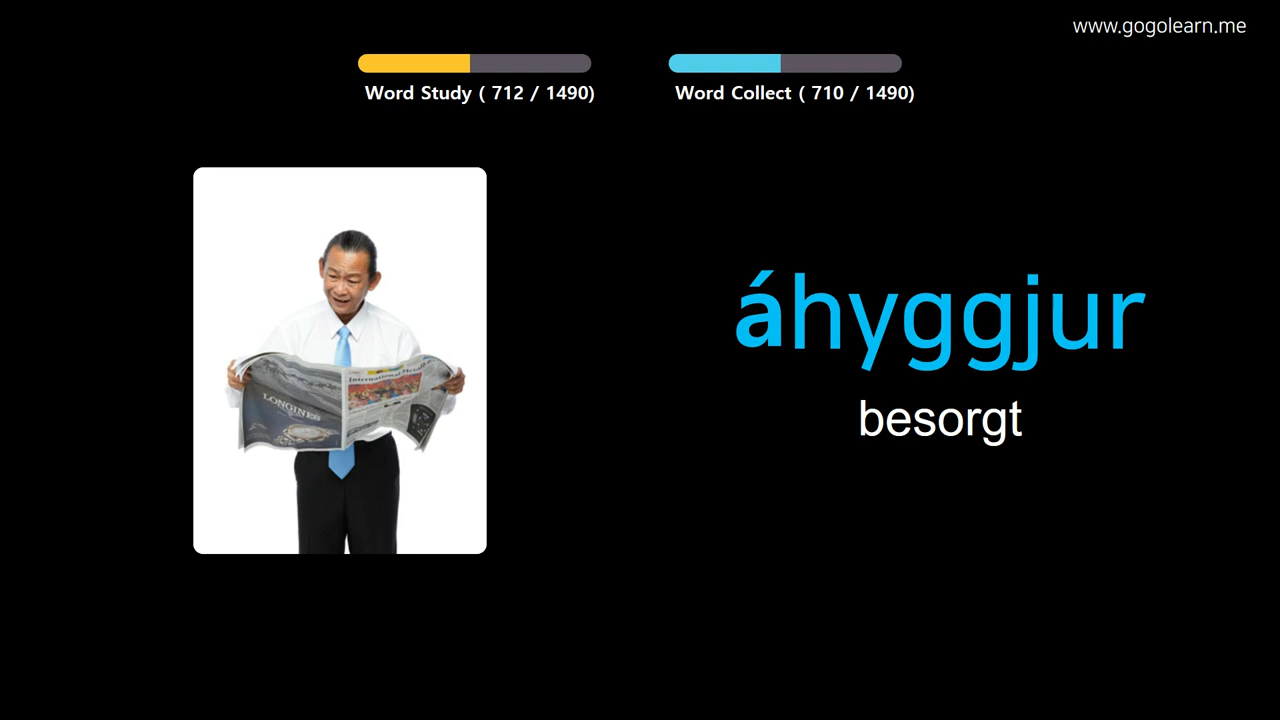 www.gogolearn.me
Word Study ( 712 / 1490)
Word Collect ( 710 / 1490)
áhyggjur
besorgt
LONGINES
International Herald